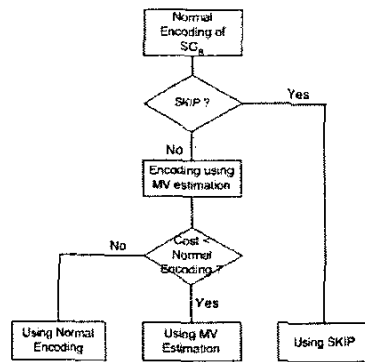 Normal
Encoding of
SC_B
SKIP ?
Yes
No
Encoding using
MV estimation
Cost <
Normal
Encoding ?
No
Yes
Using Normal
Encoding
Using MV
Estimation
Using SKIP